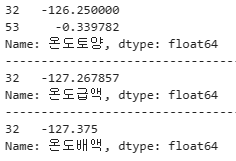 32   -126.250000
53     -0.339782
Name: 온도토양, dtype: float64
--------------------------------
32   -127.267857
Name: 온도급액, dtype: float64
--------------------------------
32   -127.375
Name: 온도배액, dtype: float64